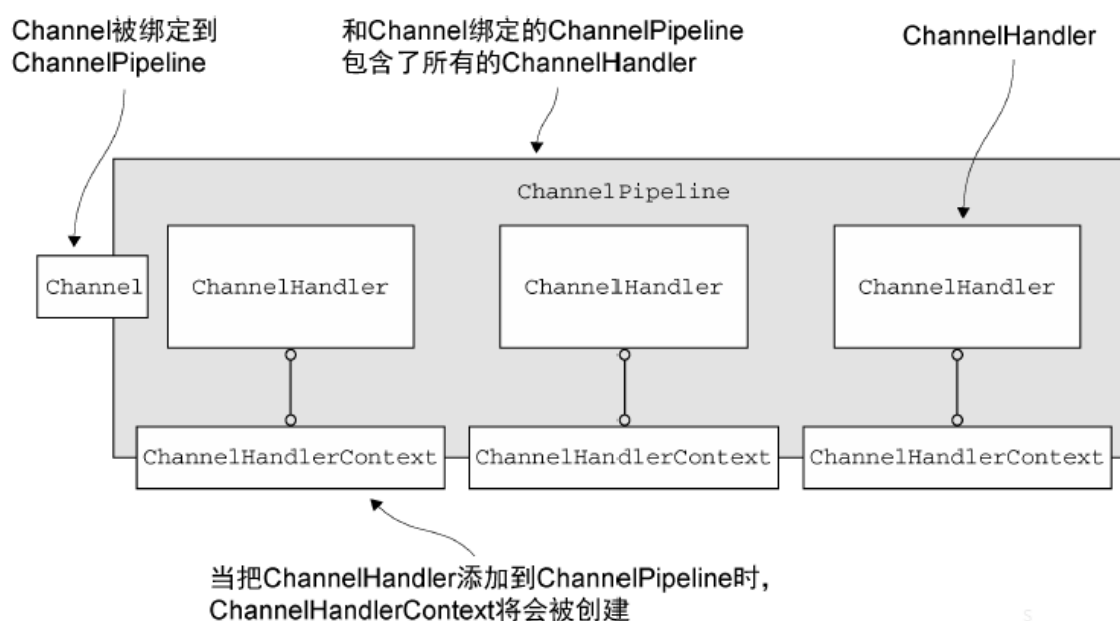 Channel被绑定到
ChannelPipeline
和Channel绑定的ChannelPipeline
包含了所有的ChannelHandler
ChannelHandler
ChannelPipeline
Channel
ChannelHandler
ChannelHandler
ChannelHandler
ChannelHandlerContext
ChannelHandlerContext
ChannelHandlerContext
当把ChannelHandler添加到ChannelPipeline时，
ChannelHandlerContext将会被创建
s